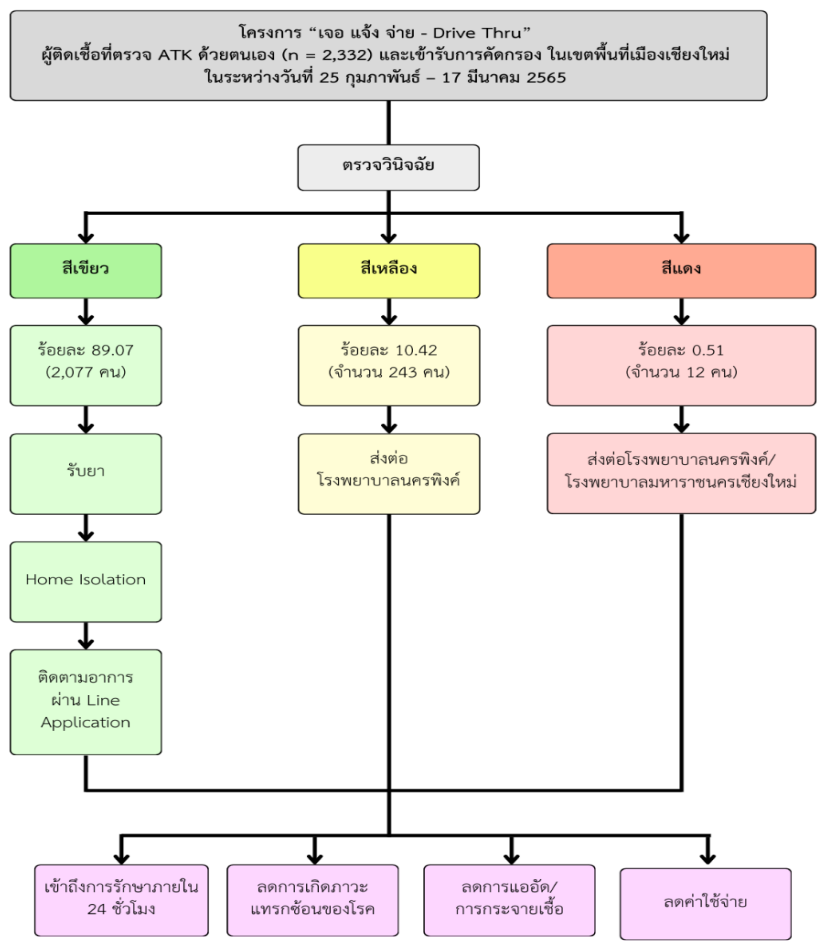 โครงการ “เจอ แจ้ง จ่าย - Drive Thru”
ผู้ติดเชื้อที่ตรวจ ATK ด้วยตนเอง (n = 2,332) และเข้ารับการคัดกรอง ในเขตพื้นที่เมืองเชียงใหม่
ในระหว่างวันที่ 25 กุมภาพันธ์ – 17 มีนาคม 2565
ตรวจวินิจฉัย
สีเขียว
สีเหลือง
สีแดง
ร้อยละ 89.07
(2,077 คน)
ร้อยละ 10.42
(จำนวน 243 คน)
ร้อยละ 0.51
(จำนวน 12 คน)
รับยา
ส่งต่อ
โรงพยาบาลนครพิงค์
ส่งต่อโรงพยาบาลนครพิงค์/
โรงพยาบาลมหาราชนครเชียงใหม่
Home Isolation
ติดตามอาการ
ผ่าน Line
Application
เข้าถึงการรักษาภายใน
24 ชั่วโมง
ลดการเกิดภาวะ
แทรกซ้อนของโรค
ลดการแออัด/
การกระจายเชื้อ
ลดค่าใช้จ่าย